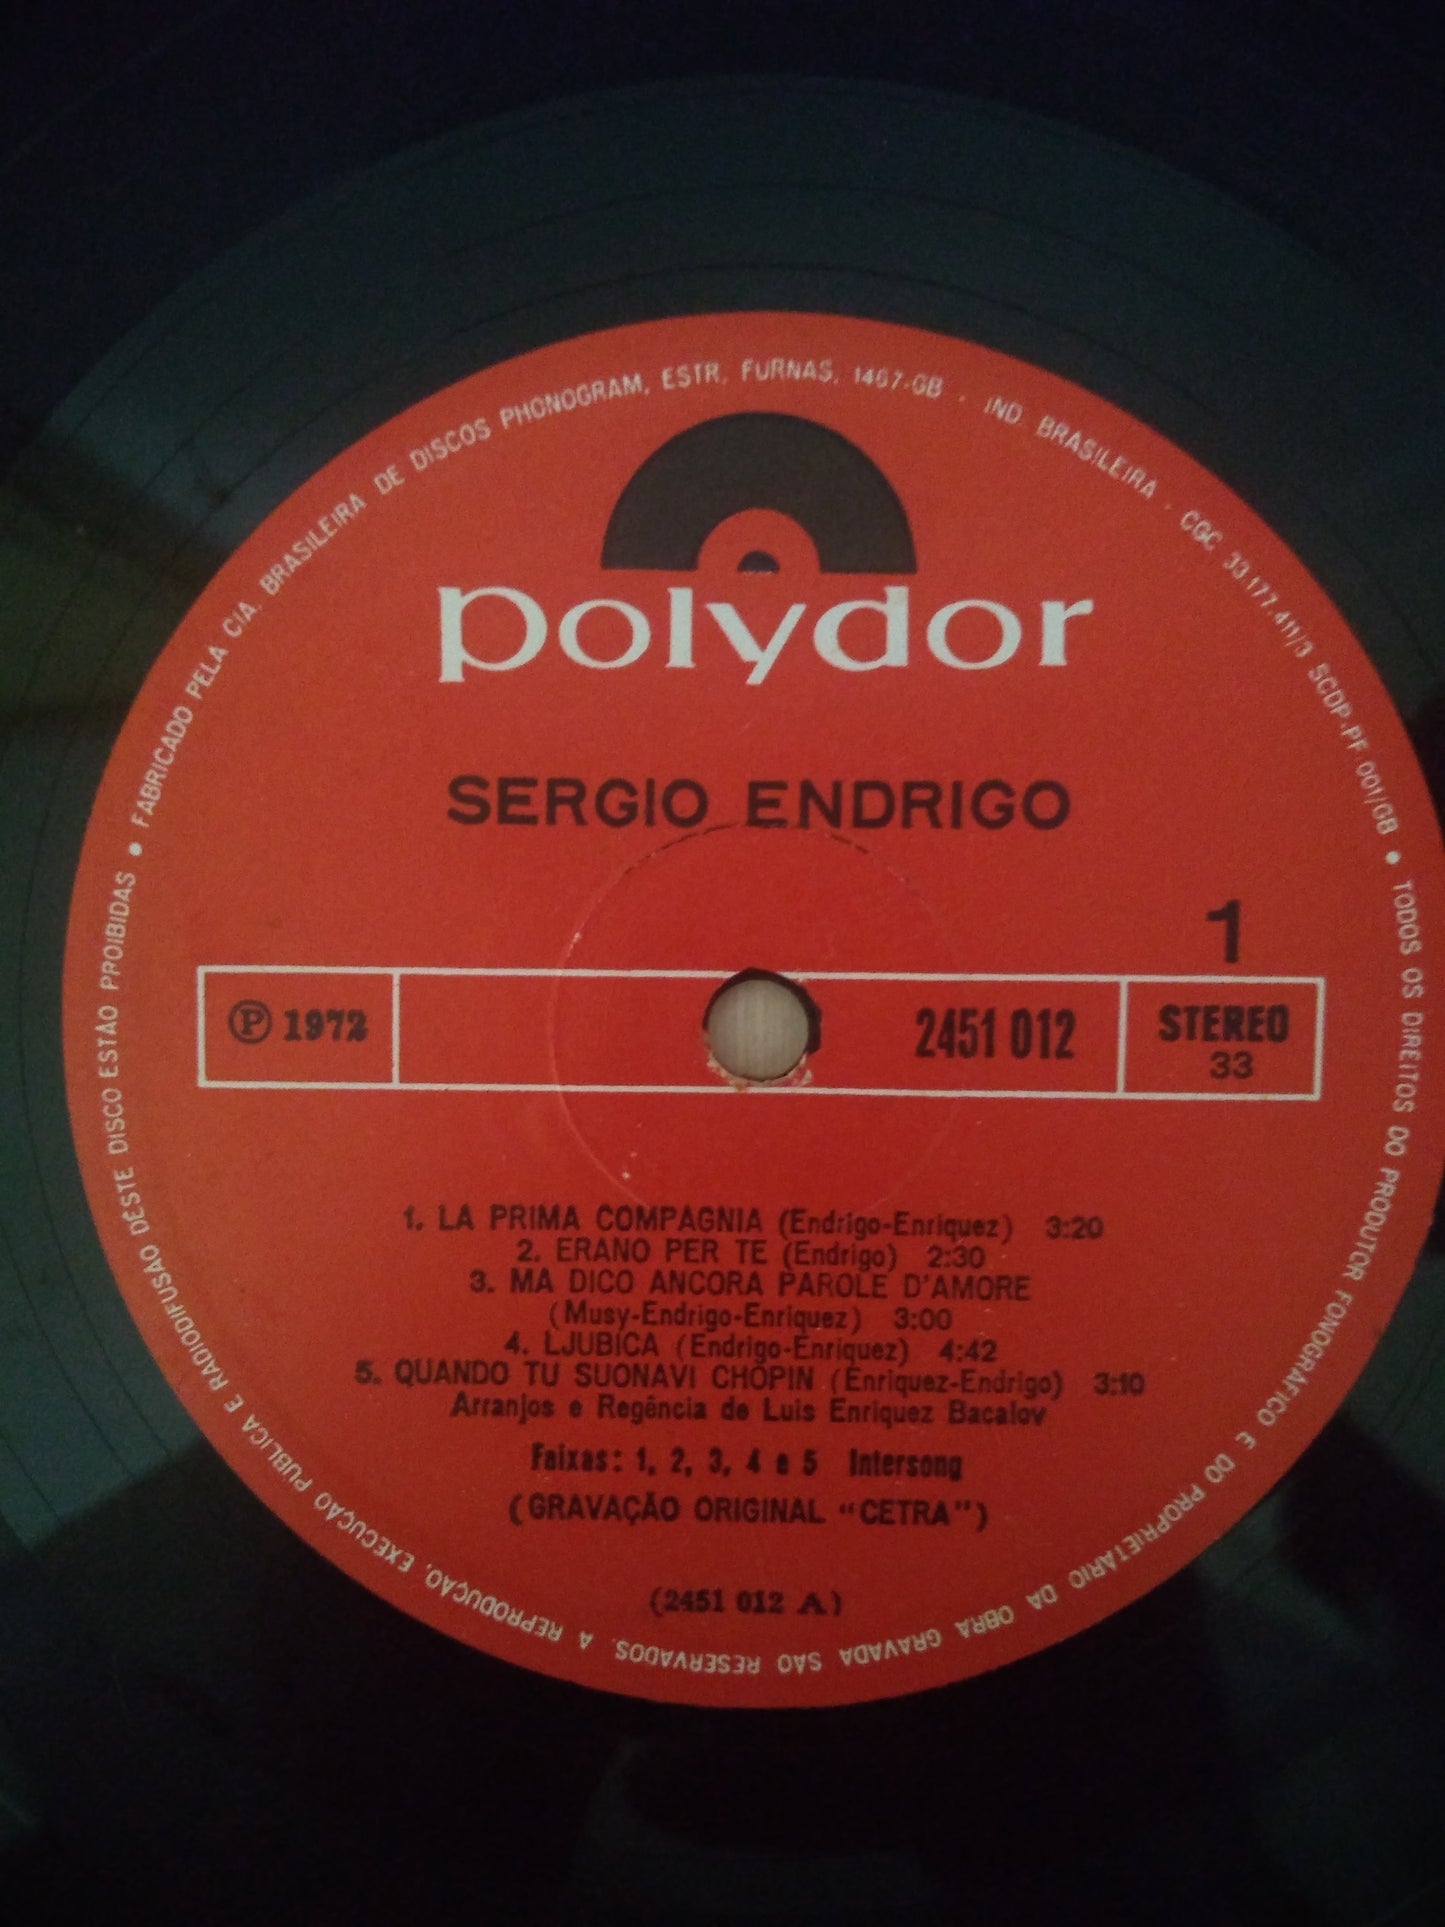 • FABRICADO PELA CIA. BRASILEIRA DE DISCOS PHONOGRAM, ESTR. FURNAS, 1467-GB . IND. BRASILEIRA . CGC 33.177.411/3 SCDP-PF 001/GB • TODOS OS DIREITOS DO PRODUTOR FONOGRÁFICO E DO PROPRIETÁRIO DA OBRA GRAVADA SÃO RESERVADOS. A REPRODUÇÃO, EXECUÇÃO PÚBLICA E RADIODIFUSÃO DESTE DISCO ESTÃO PROIBIDAS
polydor
SERGIO ENDRIGO
1
℗ 1972
2451 012
STEREO
33
1. LA PRIMA COMPAGNIA (Endrigo-Enriquez) 3:20
2. ERANO PER TE (Endrigo) 2:30
3. MA DICO ANCORA PAROLE D'AMORE
(Musy-Endrigo-Enriquez) 3:00
4. LJUBICA (Endrigo-Enriquez) 4:42
5. QUANDO TU SUONAVI CHOPIN (Enriquez-Endrigo) 3:10
Arranjos e Regência de Luis Enriquez Bacalov
Faixas: 1, 2, 3, 4 e 5 Intersong
(GRAVAÇÃO ORIGINAL "CETRA")
(2451 012 A)